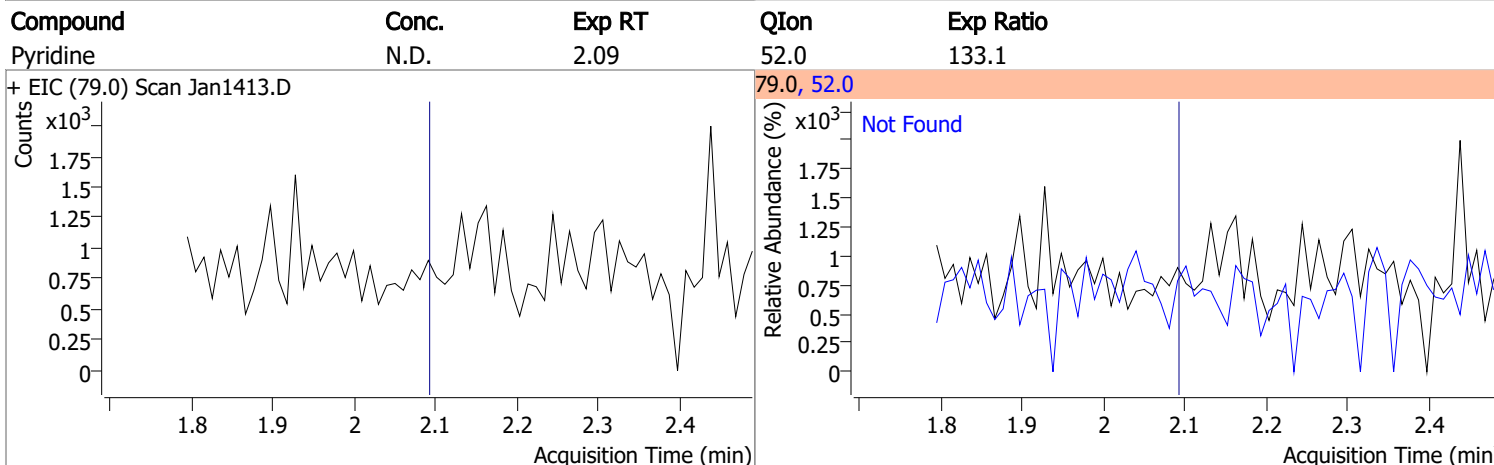 Compound Conc. Exp RT QIon Exp Ratio
Pyridine N.D. 2.09 52.0 133.1
+ EIC (79.0) Scan Jan1413.D
Counts
x10³
1.75
1.5
1.25
1
0.75
0.5
0.25
0
1.8 1.9 2 2.1 2.2 2.3 2.4
Acquisition Time (min)
79.0, 52.0
Relative Abundance (%)
x10³
Not Found
1.75
1.5
1.25
1
0.75
0.5
0.25
0
1.8 1.9 2 2.1 2.2 2.3 2.4
Acquisition Time (min